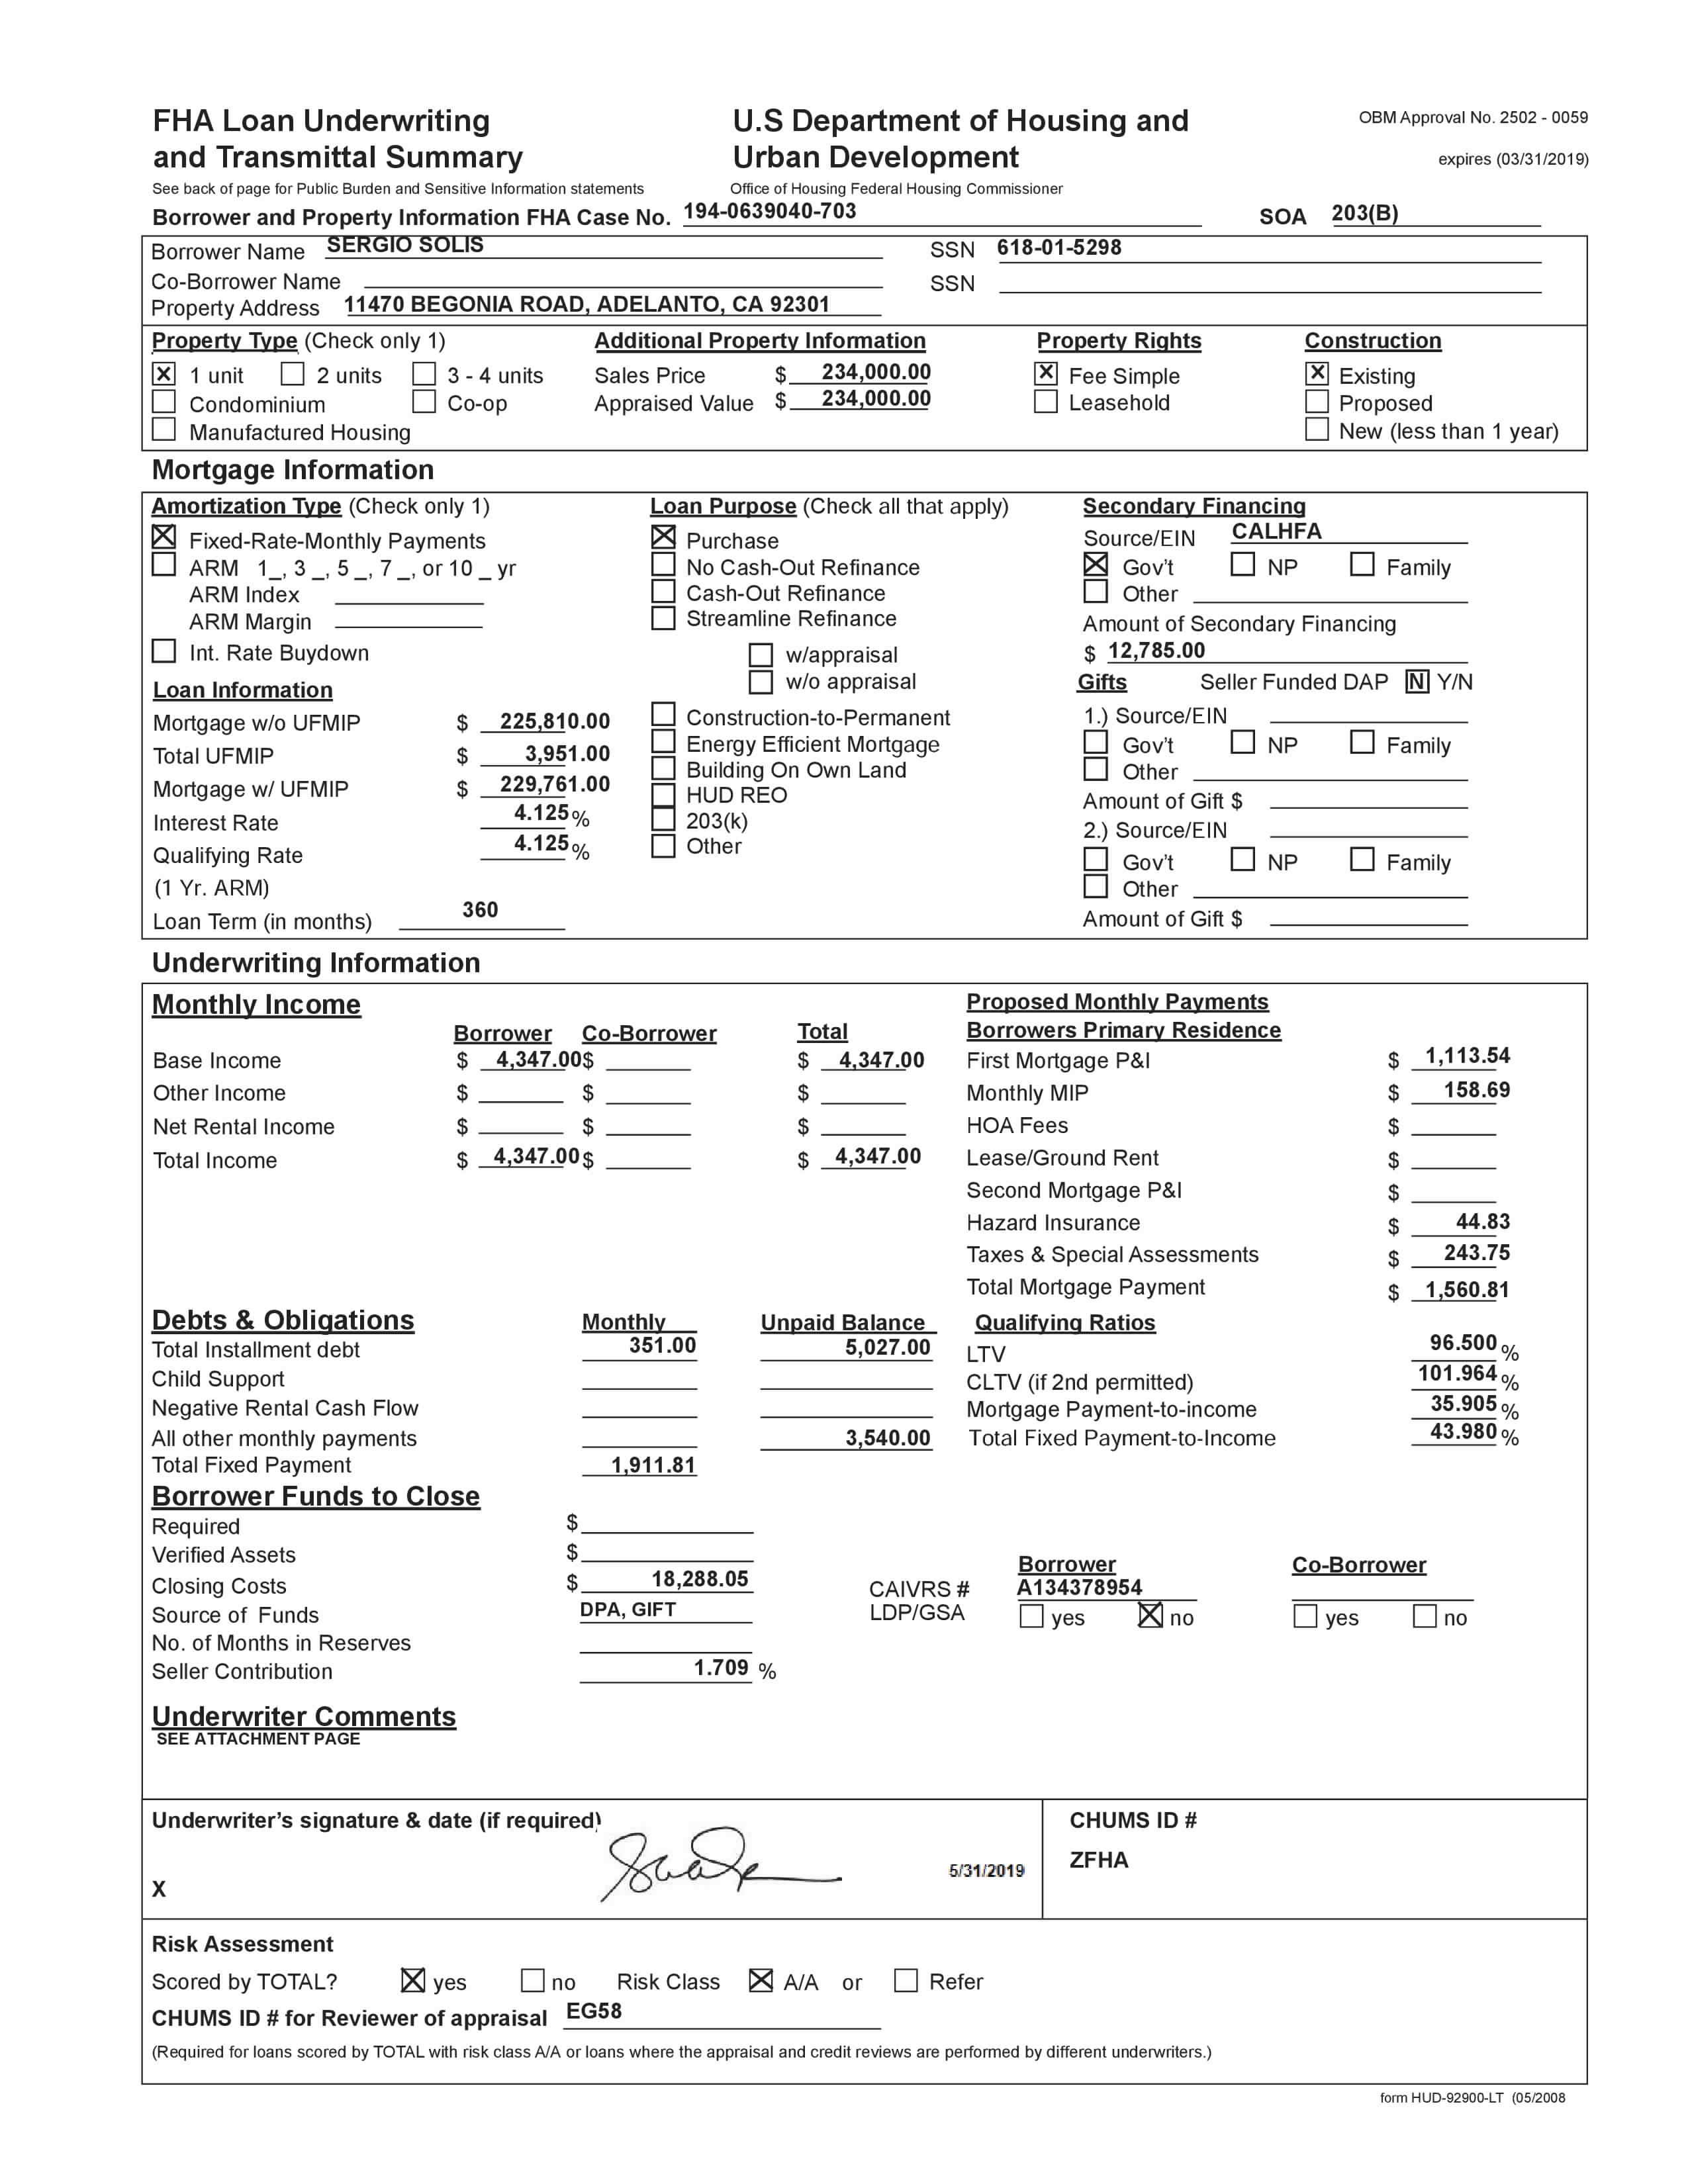 FHA Loan Underwriting
and Transmittal Summary
See back of page for Public Burden and Sensitive Information statements
U.S Department of Housing and
Urban Development
Office of Housing Federal Housing Commissioner
OBM Approval No. 2502 - 0059
expires (03/31/2019)
Borrower and Property Information FHA Case No. 194-0639040-703 SOA 203(B)
Borrower Name SERGIO SOLIS SSN 618-01-5298
Co-Borrower Name SSN
Property Address 11470 BEGONIA ROAD, ADELANTO, CA 92301
Property Type (Check only 1) Additional Property Information Property Rights Construction
X 1 unit 2 units 3 - 4 units Sales Price $ 234,000.00 X Fee Simple X Existing
Condominium Co-op Appraised Value $ 234,000.00 Leasehold Proposed
Manufactured Housing New (less than 1 year)
Mortgage Information
Amortization Type (Check only 1)
X Fixed-Rate-Monthly Payments
ARM 1_, 3 _, 5 _, 7 _, or 10 _ yr
ARM Index
ARM Margin
Int. Rate Buydown
Loan Information
Mortgage w/o UFMIP $ 225,810.00
Total UFMIP $ 3,951.00
Mortgage w/ UFMIP $ 229,761.00
Interest Rate 4.125 %
Qualifying Rate 4.125 %
(1 Yr. ARM)
Loan Term (in months) 360
Loan Purpose (Check all that apply)
X Purchase
No Cash-Out Refinance
Cash-Out Refinance
Streamline Refinance
w/appraisal
w/o appraisal
Construction-to-Permanent
Energy Efficient Mortgage
Building On Own Land
HUD REO
203(k)
Other
Secondary Financing
Source/EIN CALHFA
X Gov't NP Family
Other
Amount of Secondary Financing
$ 12,785.00
Gifts Seller Funded DAP N Y/N
1.) Source/EIN
Gov't NP Family
Other
Amount of Gift $
2.) Source/EIN
Gov't NP Family
Other
Amount of Gift $
Underwriting Information
Monthly Income
Borrower Co-Borrower Total
Base Income $ 4,347.00 $ $ 4,347.00
Other Income $ $ $
Net Rental Income $ $ $
Total Income $ 4,347.00 $ $ 4,347.00
Proposed Monthly Payments
Borrowers Primary Residence
First Mortgage P&I $ 1,113.54
Monthly MIP $ 158.69
HOA Fees $
Lease/Ground Rent $
Second Mortgage P&I $
Hazard Insurance $ 44.83
Taxes & Special Assessments $ 243.75
Total Mortgage Payment $ 1,560.81
Debts & Obligations Monthly Unpaid Balance
Total Installment debt 351.00 5,027.00
Child Support
Negative Rental Cash Flow
All other monthly payments 3,540.00
Total Fixed Payment 1,911.81
Qualifying Ratios
LTV 96.500 %
CLTV (if 2nd permitted) 101.964 %
Mortgage Payment-to-income 35.905 %
Total Fixed Payment-to-Income 43.980 %
Borrower Funds to Close
Required $
Verified Assets $
Closing Costs $ 18,288.05
Source of Funds DPA, GIFT
No. of Months in Reserves
Seller Contribution 1.709 %
Borrower Co-Borrower
CAIVRS # A134378954
LDP/GSA yes X no yes no
Underwriter Comments
SEE ATTACHMENT PAGE
Underwriter's signature & date (if required)
X 5/31/2019
CHUMS ID #
ZFHA
Risk Assessment
Scored by TOTAL? X yes no Risk Class X A/A or Refer
CHUMS ID # for Reviewer of appraisal EG58
(Required for loans scored by TOTAL with risk class A/A or loans where the appraisal and credit reviews are performed by different underwriters.)
form HUD-92900-LT (05/2008